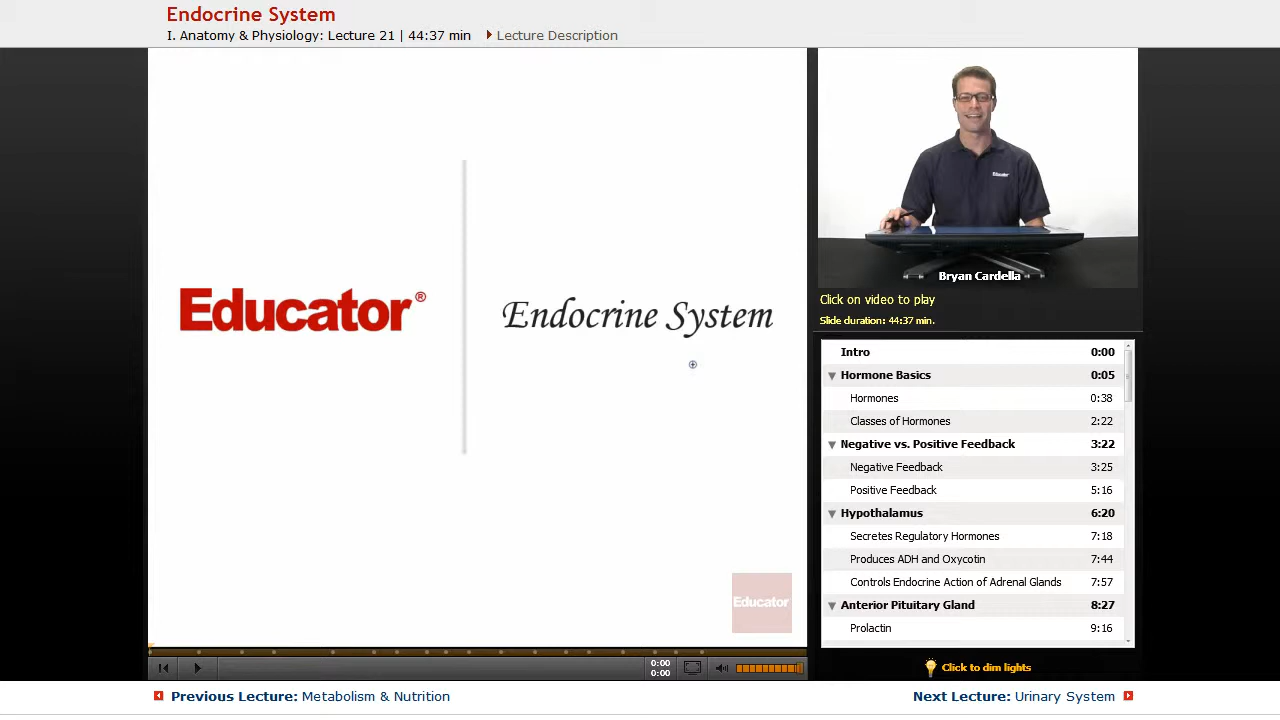 Endocrine System
I. Anatomy & Physiology: Lecture 21 | 44:37 min Lecture Description
Educator®
Endocrine System
Educator
Educator
Bryan Cardella
Click on video to play
Slide duration: 44:37 min.
Intro 0:00
Hormone Basics 0:05
Hormones 0:38
Classes of Hormones 2:22
Negative vs. Positive Feedback 3:22
Negative Feedback 3:25
Positive Feedback 5:16
Hypothalamus 6:20
Secretes Regulatory Hormones 7:18
Produces ADH and Oxycotin 7:44
Controls Endocrine Action of Adrenal Glands 7:57
Anterior Pituitary Gland 8:27
Prolactin 9:16
0:00
0:00
Click to dim lights
Previous Lecture: Metabolism & Nutrition
Next Lecture: Urinary System